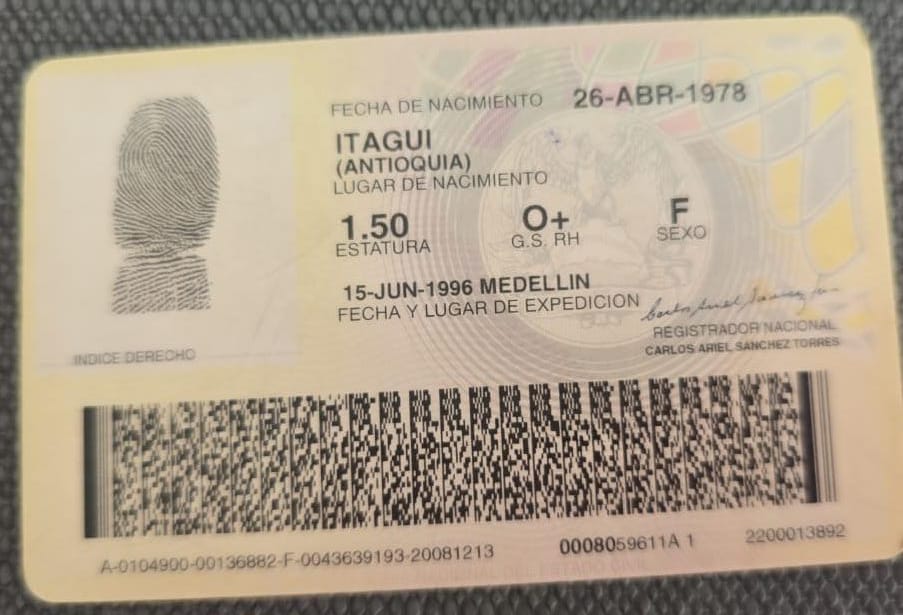 FECHA DE NACIMIENTO 26-ABR-1978
ITAGUI
(ANTIOQUIA)
LUGAR DE NACIMIENTO
1.50 O+ F
ESTATURA G.S. RH SEXO
15-JUN-1996 MEDELLIN
FECHA Y LUGAR DE EXPEDICION
REGISTRADOR NACIONAL
CARLOS ARIEL SANCHEZ TORRES
INDICE DERECHO
A-0104900-00136882-F-0043639193-20081213 0008059611A 1 2200013892